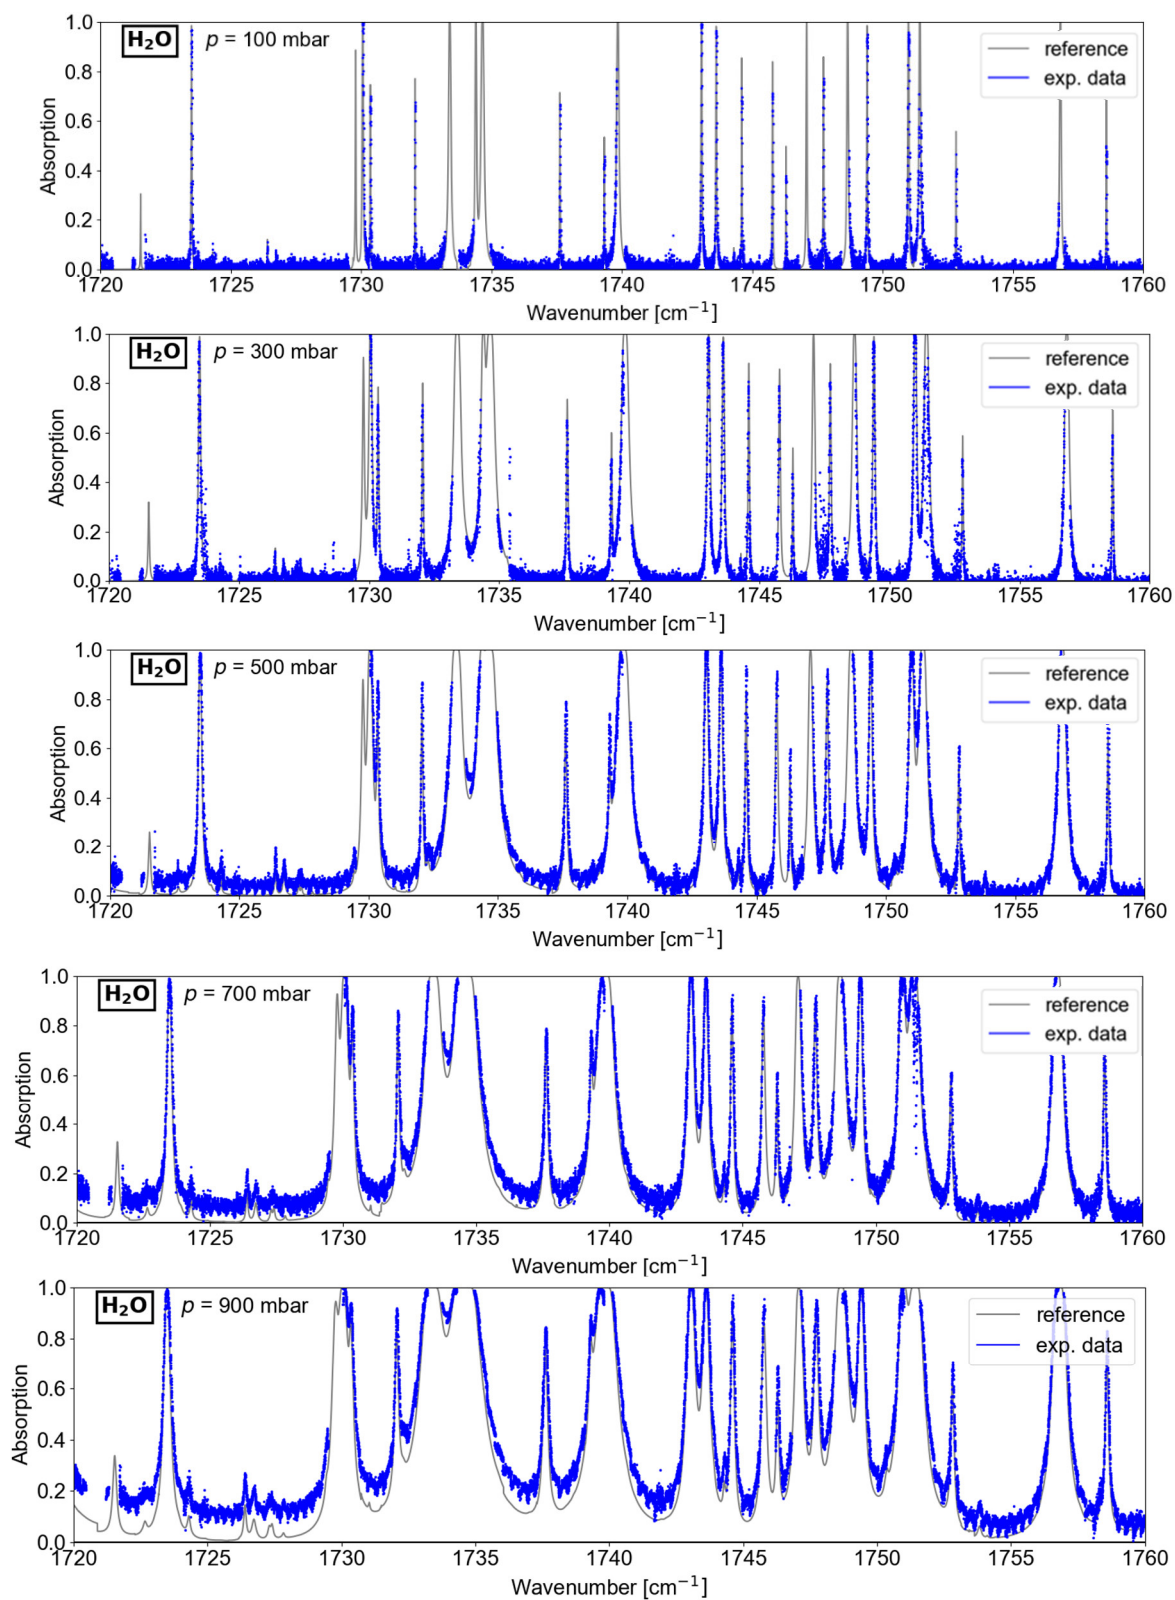 H₂O p = 100 mbar
reference
exp. data
Absorption
1.0
0.8
0.6
0.4
0.2
0.0
1720 1725 1730 1735 1740 1745 1750 1755 1760
Wavenumber [cm⁻¹]
H₂O p = 300 mbar
reference
exp. data
Absorption
1.0
0.8
0.6
0.4
0.2
0.0
1720 1725 1730 1735 1740 1745 1750 1755 1760
Wavenumber [cm⁻¹]
H₂O p = 500 mbar
reference
exp. data
Absorption
1.0
0.8
0.6
0.4
0.2
0.0
1720 1725 1730 1735 1740 1745 1750 1755 1760
Wavenumber [cm⁻¹]
H₂O p = 700 mbar
reference
exp. data
Absorption
1.0
0.8
0.6
0.4
0.2
0.0
1720 1725 1730 1735 1740 1745 1750 1755 1760
Wavenumber [cm⁻¹]
H₂O p = 900 mbar
reference
exp. data
Absorption
1.0
0.8
0.6
0.4
0.2
0.0
1720 1725 1730 1735 1740 1745 1750 1755 1760
Wavenumber [cm⁻¹]